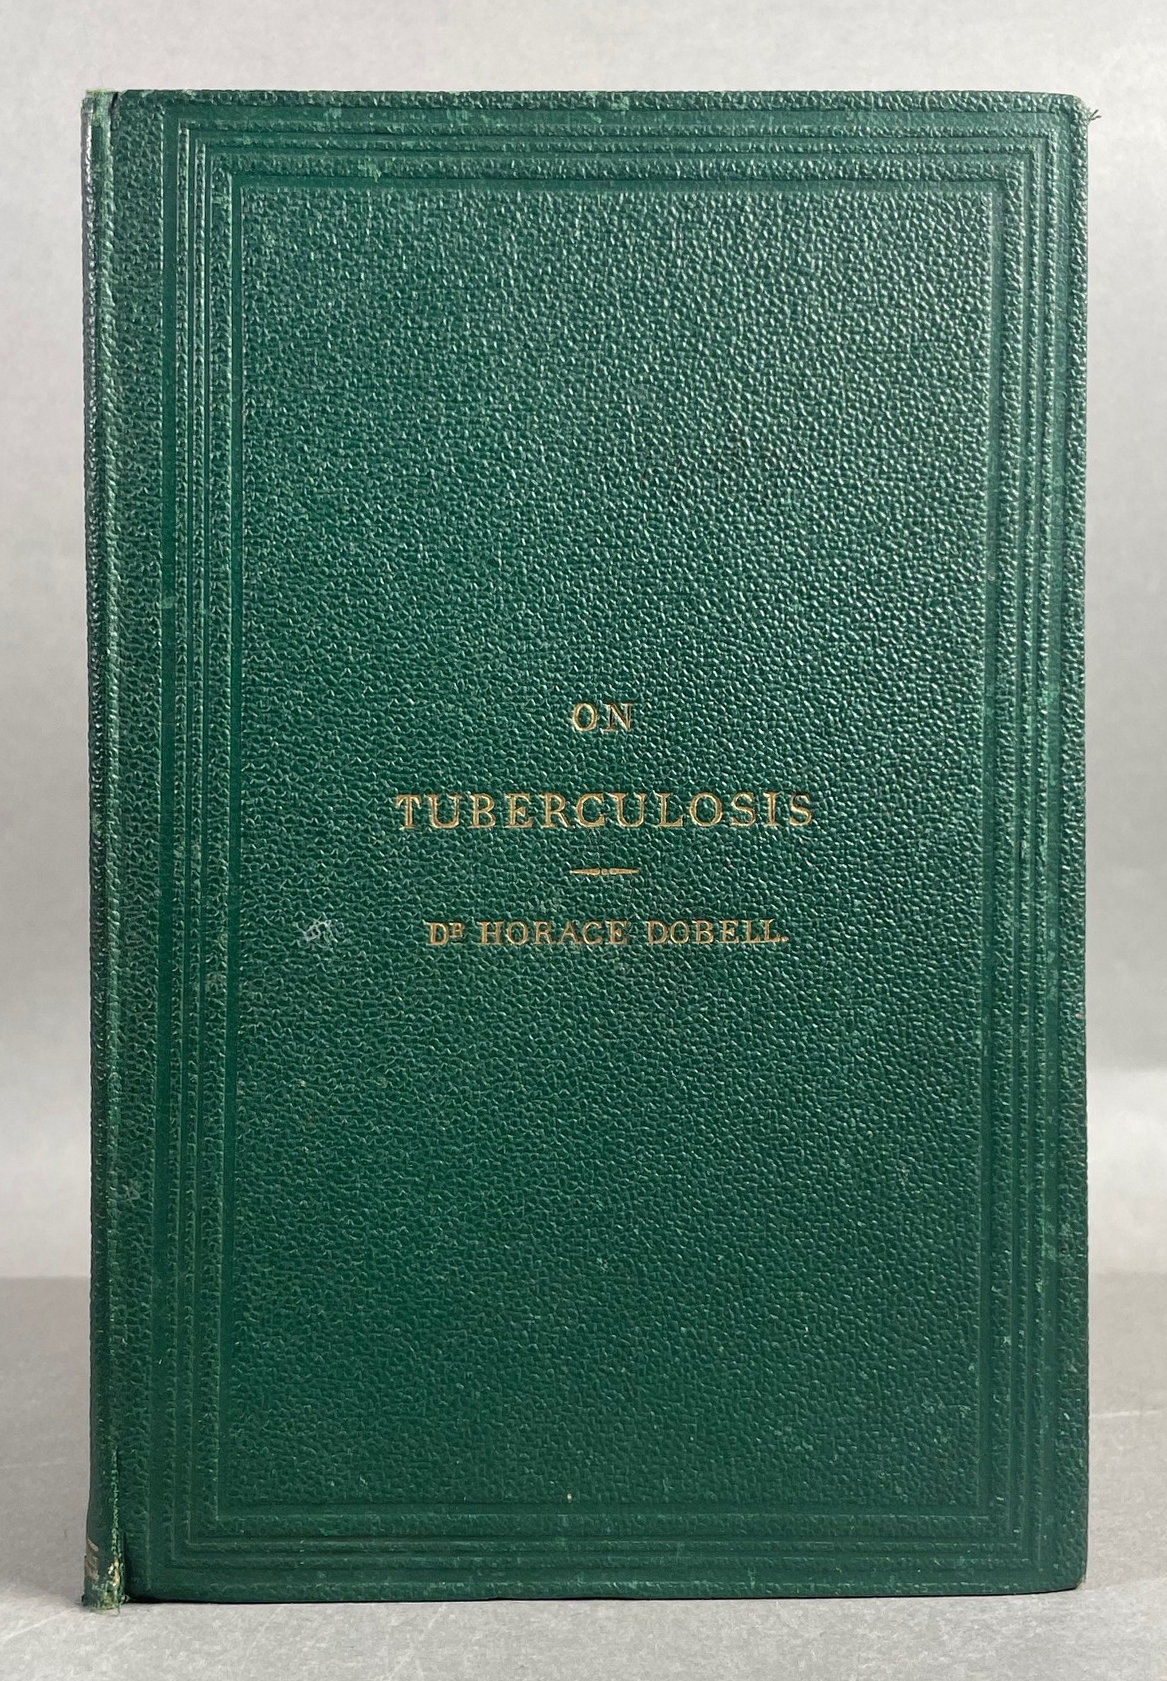 ON
TUBERCULOSIS
Dᴿ HORACE DOBELL.